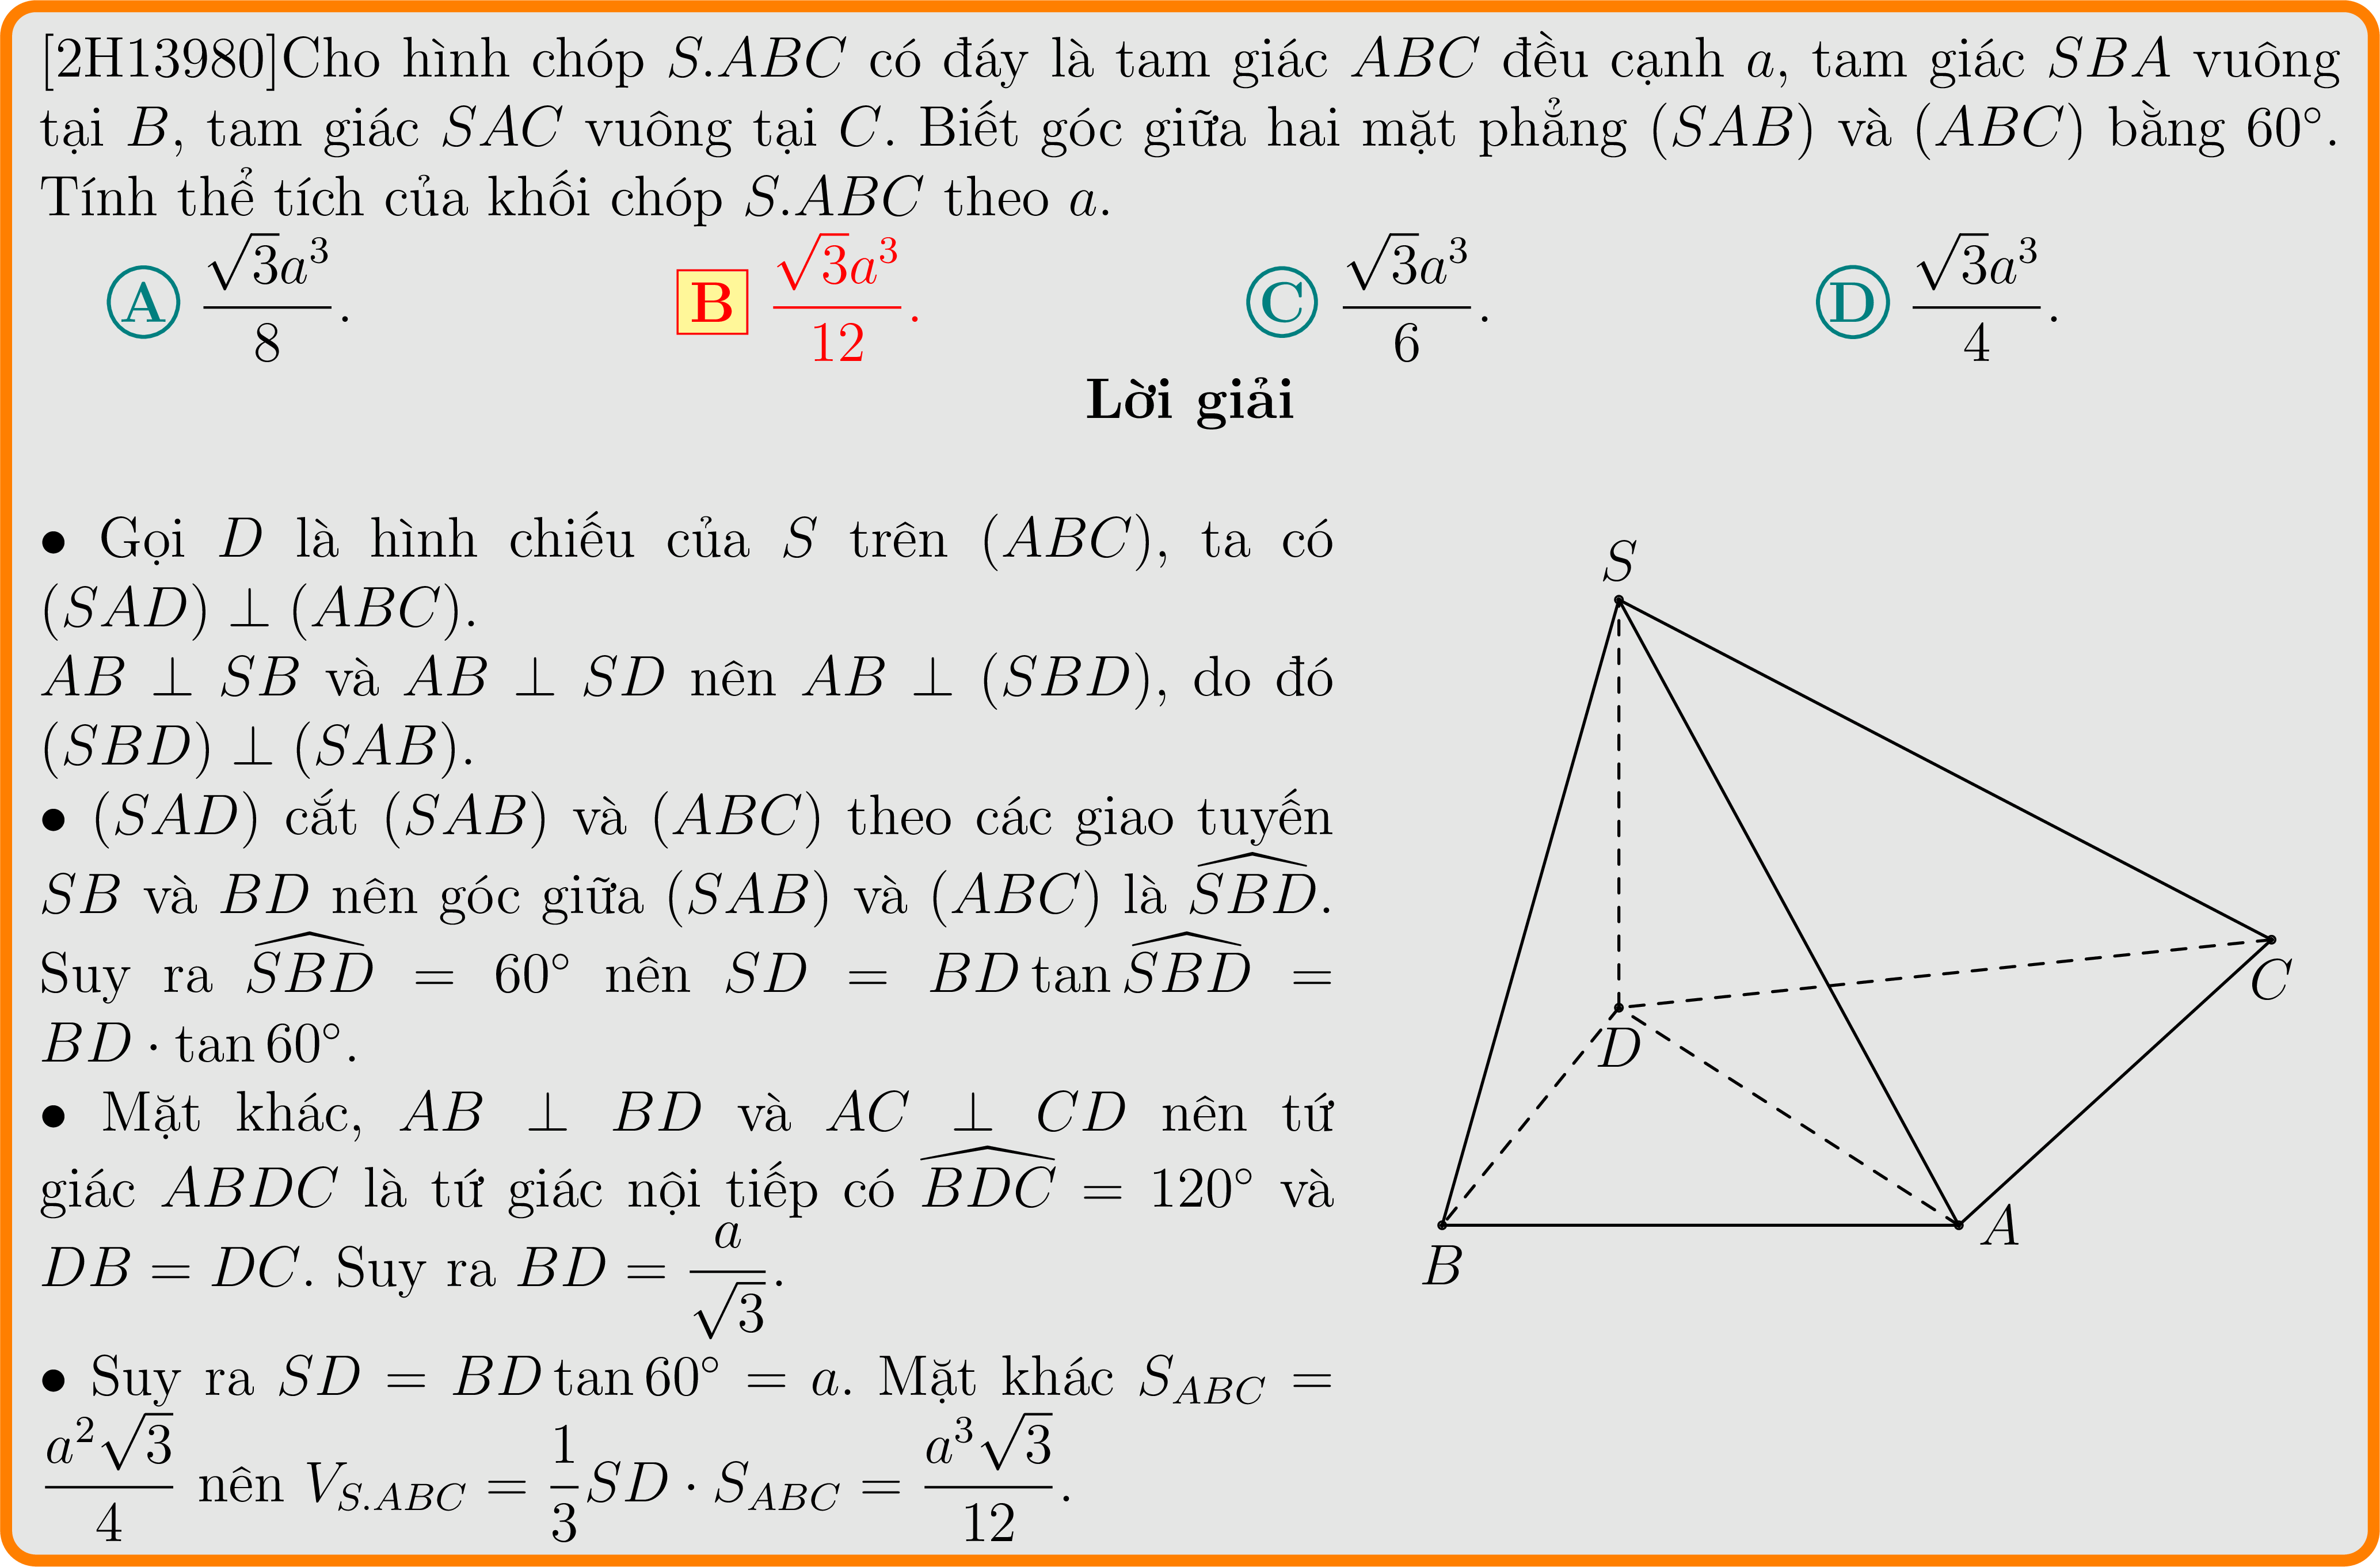 [2H13980]Cho hình chóp S.ABC có đáy là tam giác ABC đều cạnh a, tam giác SBA vuông
tại B, tam giác SAC vuông tại C. Biết góc giữa hai mặt phẳng (SAB) và (ABC) bằng 60°.
Tính thể tích của khối chóp S.ABC theo a.
A $\frac{\sqrt{3}a^3}{8}$. B $\frac{\sqrt{3}a^3}{12}$. C $\frac{\sqrt{3}a^3}{6}$. D $\frac{\sqrt{3}a^3}{4}$.
Lời giải
• Gọi D là hình chiếu của S trên (ABC), ta có
(SAD) ⊥ (ABC).
AB ⊥ SB và AB ⊥ SD nên AB ⊥ (SBD), do đó
(SBD) ⊥ (SAB).
• (SAD) cắt (SAB) và (ABC) theo các giao tuyến
SB và BD nên góc giữa (SAB) và (ABC) là $\widehat{SBD}$.
Suy ra $\widehat{SBD}$ = 60° nên SD = BD tan $\widehat{SBD}$ =
BD · tan 60°.
• Mặt khác, AB ⊥ BD và AC ⊥ CD nên tứ
giác ABDC là tứ giác nội tiếp có $\widehat{BDC}$ = 120° và
DB = DC. Suy ra BD = $\frac{a}{\sqrt{3}}$.
• Suy ra SD = BD tan 60° = a. Mặt khác $S_{ABC}$ =
$\frac{a^2\sqrt{3}}{4}$ nên $V_{S.ABC}$ = $\frac{1}{3}$SD · $S_{ABC}$ = $\frac{a^3\sqrt{3}}{12}$.
S
C
D
A
B